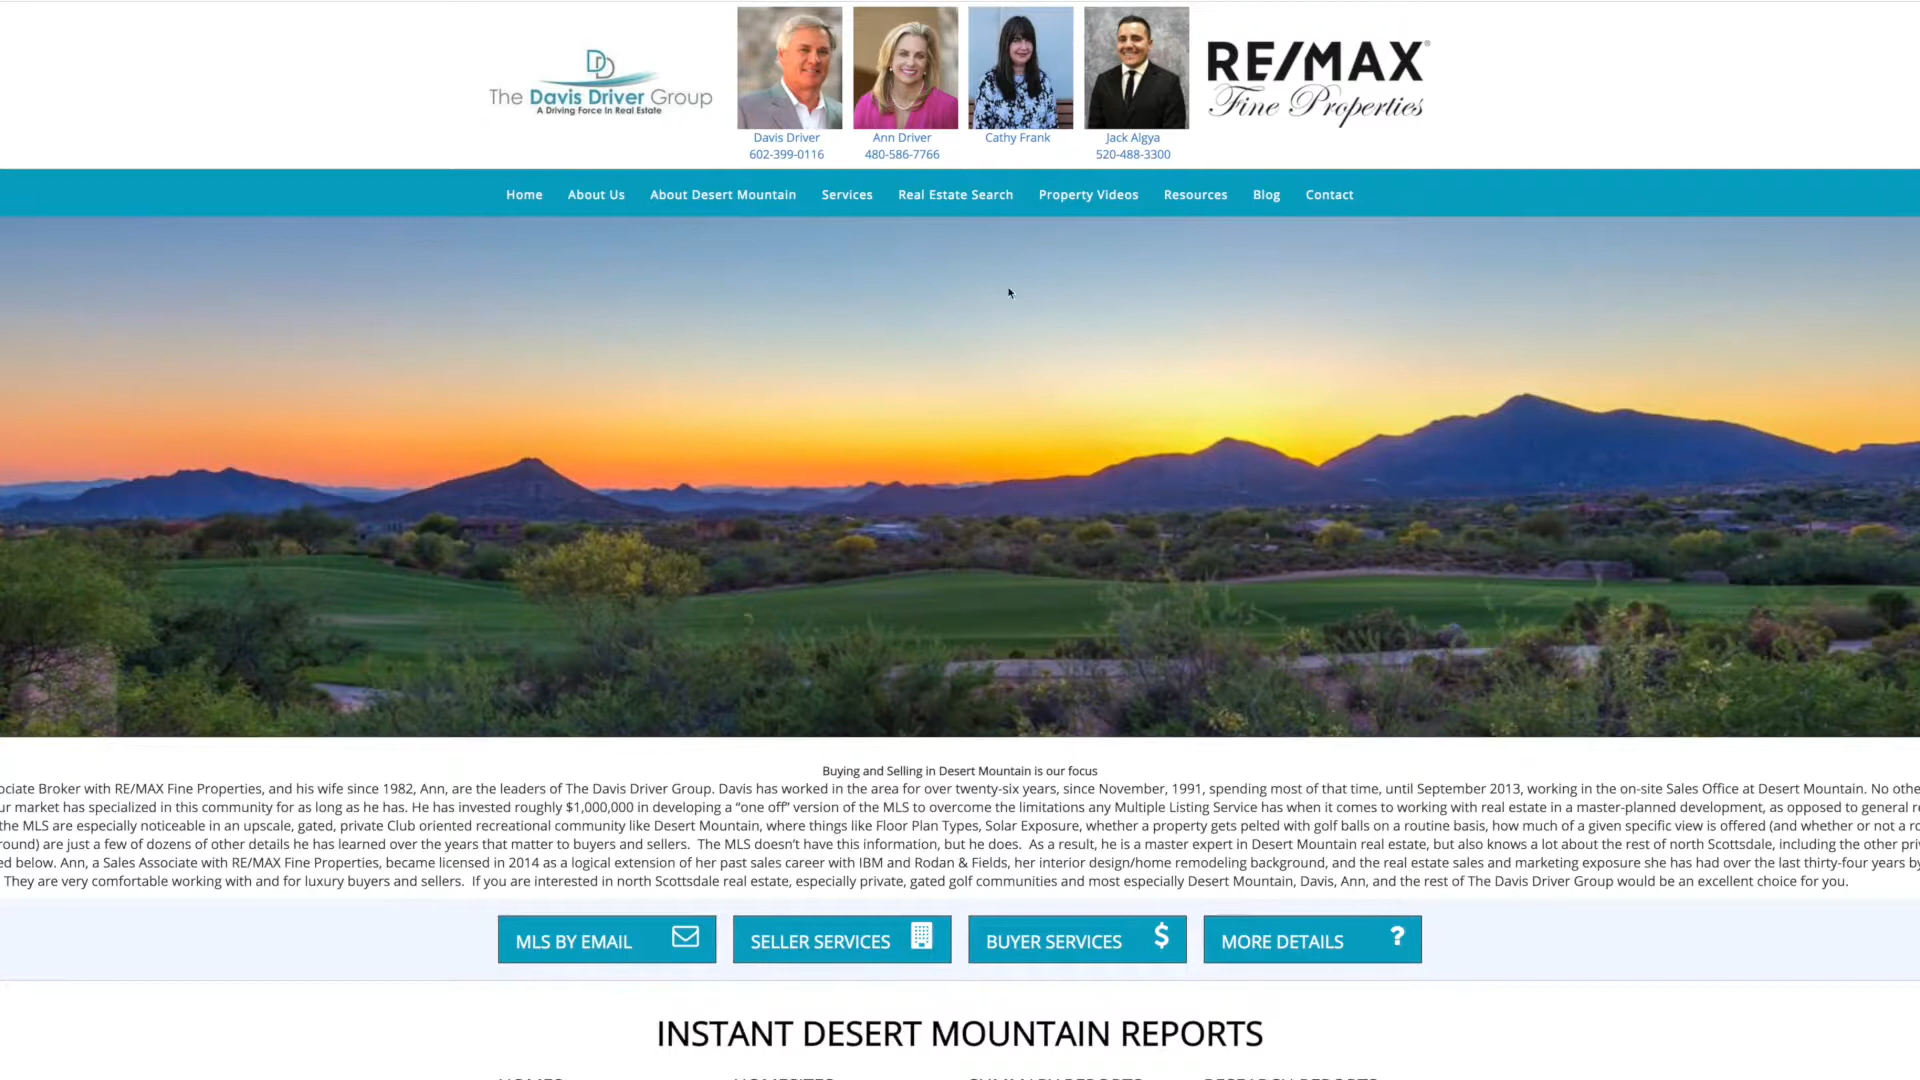 DD
The Davis Driver Group
A Driving Force In Real Estate
Davis Driver
602-399-0116
Ann Driver
480-586-7766
Cathy Frank
Jack Algya
520-488-3300
RE/MAX®
Fine Properties
Home About Us About Desert Mountain Services Real Estate Search Property Videos Resources Blog Contact
Buying and Selling in Desert Mountain is our focus
ociate Broker with RE/MAX Fine Properties, and his wife since 1982, Ann, are the leaders of The Davis Driver Group. Davis has worked in the area for over twenty-six years, since November, 1991, spending most of that time, until September 2013, working in the on-site Sales Office at Desert Mountain. No othe
ur market has specialized in this community for as long as he has. He has invested roughly $1,000,000 in developing a “one off” version of the MLS to overcome the limitations any Multiple Listing Service has when it comes to working with real estate in a master-planned development, as opposed to general r
the MLS are especially noticeable in an upscale, gated, private Club oriented recreational community like Desert Mountain, where things like Floor Plan Types, Solar Exposure, whether a property gets pelted with golf balls on a routine basis, how much of a given specific view is offered (and whether or not a ro
round) are just a few of dozens of other details he has learned over the years that matter to buyers and sellers. The MLS doesn’t have this information, but he does. As a result, he is a master expert in Desert Mountain real estate, but also knows a lot about the rest of north Scottsdale, including the other pri
ed below. Ann, a Sales Associate with RE/MAX Fine Properties, became licensed in 2014 as a logical extension of her past sales career with IBM and Rodan & Fields, her interior design/home remodeling background, and the real estate sales and marketing exposure she has had over the last thirty-four years by
They are very comfortable working with and for luxury buyers and sellers. If you are interested in north Scottsdale real estate, especially private, gated golf communities and most especially Desert Mountain, Davis, Ann, and the rest of The Davis Driver Group would be an excellent choice for you.
MLS BY EMAIL SELLER SERVICES BUYER SERVICES $ MORE DETAILS ?
INSTANT DESERT MOUNTAIN REPORTS
HOMES HOMESITES SUMMARY REPORTS RESEARCH REPORTS